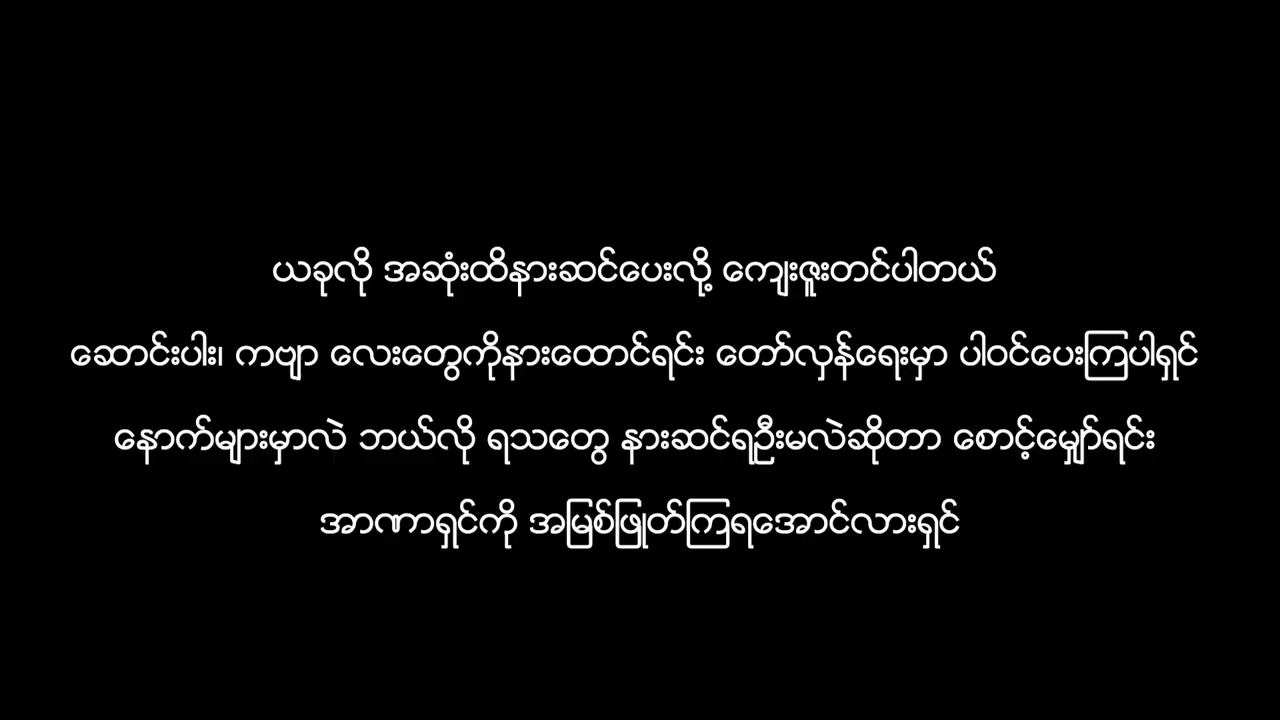 ယခုလို အဆုံးထိနားဆင်ပေးလို့ ကျေးဇူးတင်ပါတယ်
ဆောင်းပါး၊ ကဗျာ လေးတွေကိုနားထောင်ရင်း တော်လှန်ရေးမှာ ပါဝင်ပေးကြပါရှင်
နောက်များမှာလဲ ဘယ်လို ရသတွေ နားဆင်ရဦးမလဲဆိုတာ စောင့်မျှော်ရင်း
အာဏာရှင်ကို အမြစ်ဖြုတ်ကြရအောင်လားရှင်